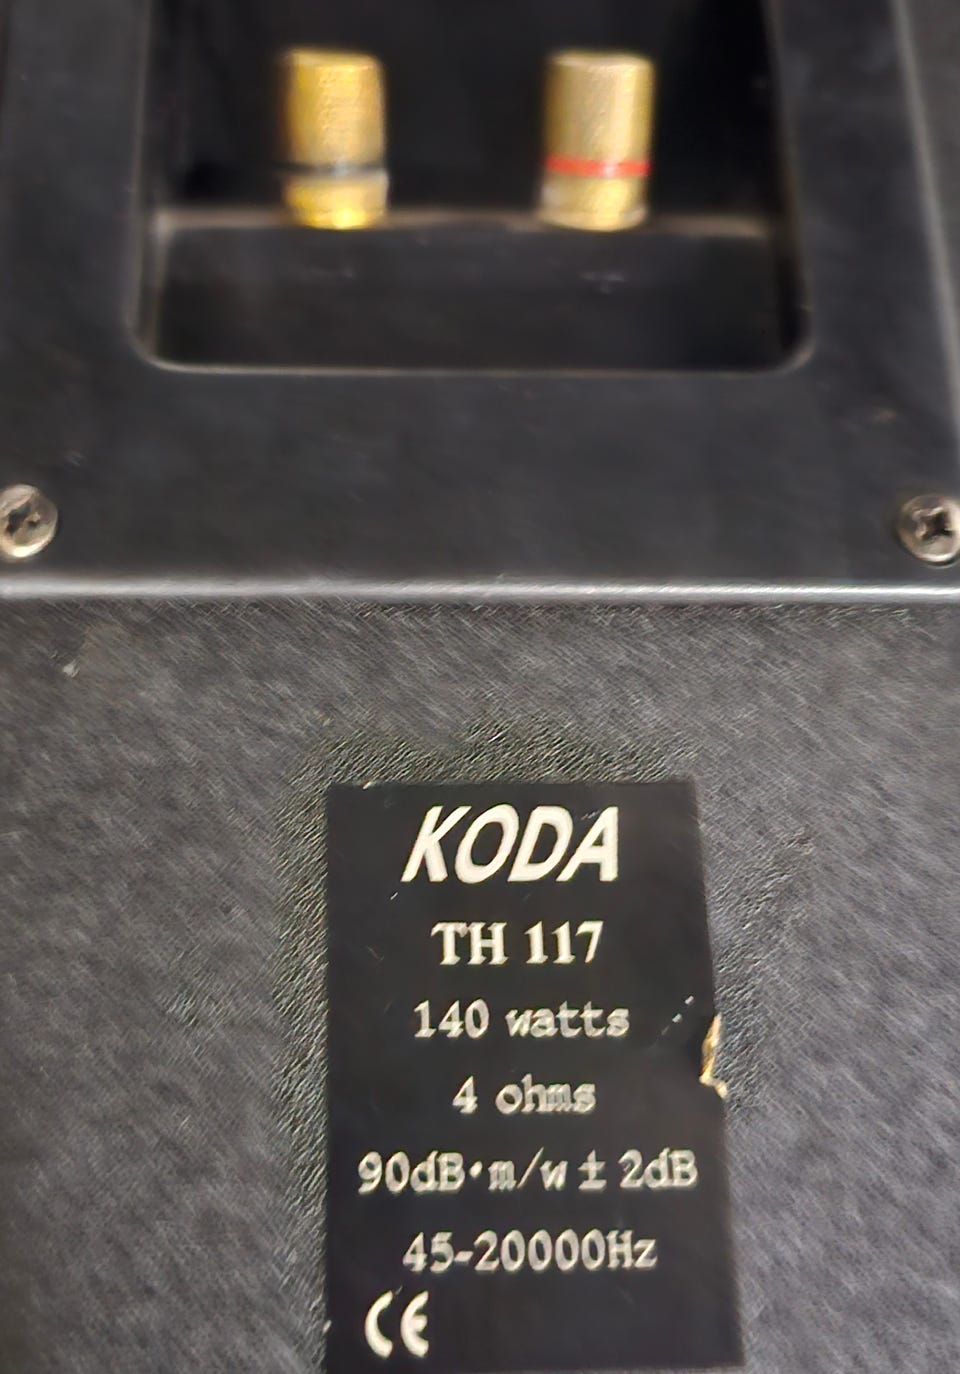 KODA
TH 117
140 watts
4 ohms
90dB·m/w ± 2dB
45-20000Hz
CE